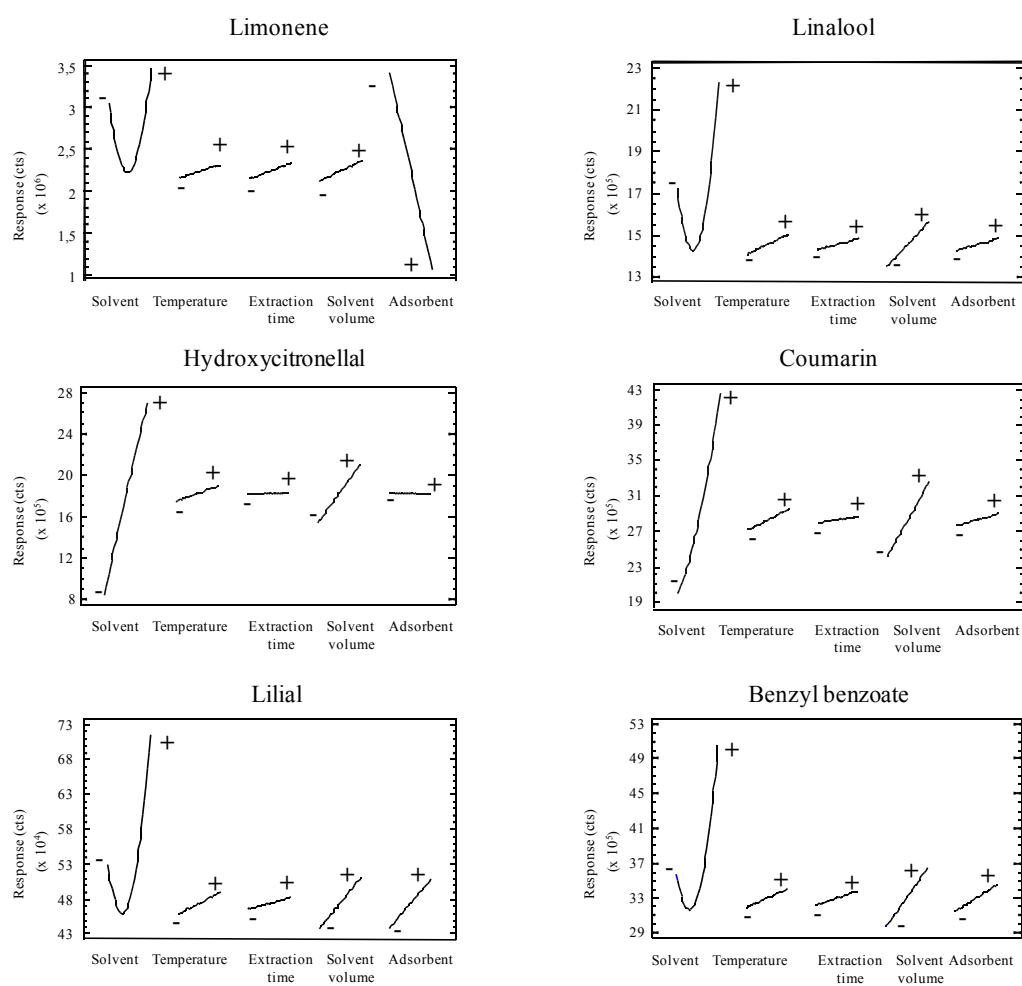 Limonene
3,5
3
2,5
2
1,5
1
Response (cts)
(x 10⁶)
- + - + - + - + - +
Solvent Temperature Extraction Solvent Adsorbent
time volume
Linalool
23
21
19
17
15
13
Response (cts)
(x 10⁵)
- + - + - + - + - +
Solvent Temperature Extraction Solvent Adsorbent
time volume
Hydroxycitronellal
28
24
20
16
12
8
Response (cts)
(x 10⁵)
- + - + - + - + - +
Solvent Temperature Extraction Solvent Adsorbent
time volume
Coumarin
43
39
35
31
27
23
19
Response (cts)
(x 10⁵)
- + - + - + - + - +
Solvent Temperature Extraction Solvent Adsorbent
time volume
Lilial
73
68
63
58
53
48
43
Response (cts)
(x 10⁴)
- + - + - + - + - +
Solvent Temperature Extraction Solvent Adsorbent
time volume
Benzyl benzoate
53
49
45
41
37
33
29
Response (cts)
(x 10⁵)
- + - + - + - + - +
Solvent Temperature Extraction Solvent Adsorbent
time volume